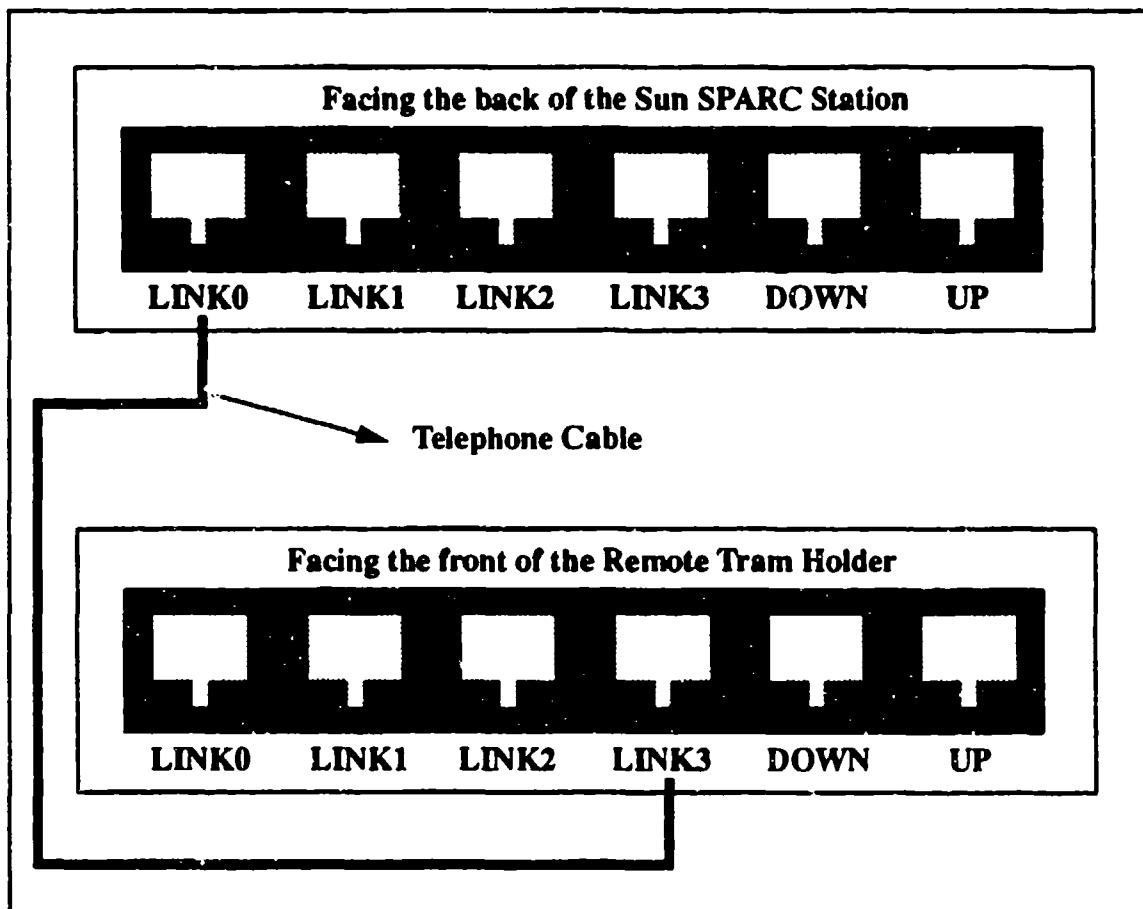 Facing the back of the Sun SPARC Station
LINK0 LINK1 LINK2 LINK3 DOWN UP
Telephone Cable
Facing the front of the Remote Tram Holder
LINK0 LINK1 LINK2 LINK3 DOWN UP